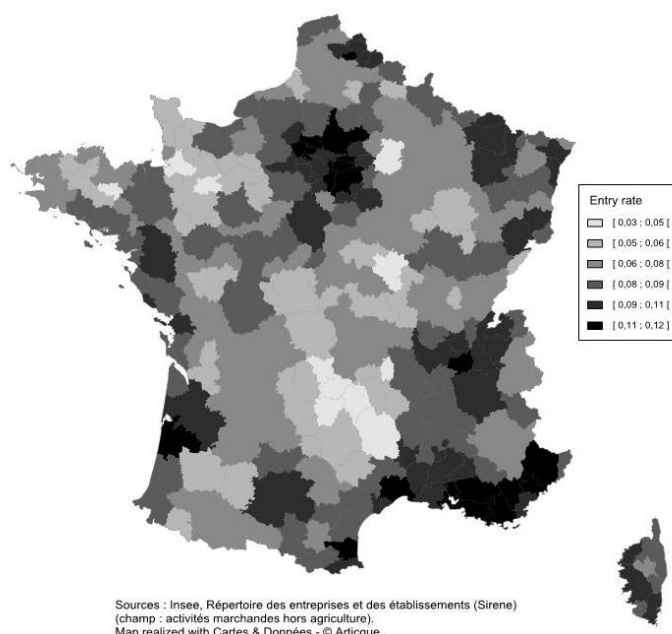 Entry rate
[ 0,03 ; 0,05 [
[ 0,05 ; 0,06 [
[ 0,06 ; 0,08 [
[ 0,08 ; 0,09 [
[ 0,09 ; 0,11 [
[ 0,11 ; 0,12 ]
Sources : Insee, Répertoire des entreprises et des établissements (Sirene)
(champ : activités marchandes hors agriculture).
Map realized with Cartes & Données - © Articque